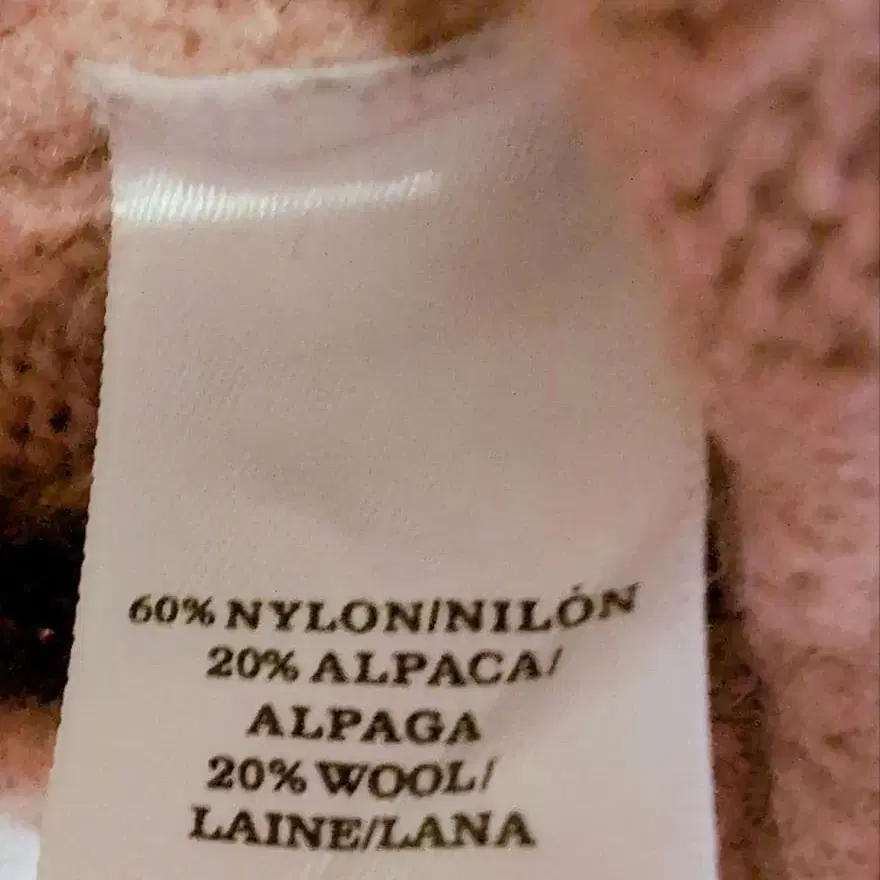 60% NYLON/NILÓN
20% ALPACA/
ALPAGA
20% WOOL/
LAINE/LANA